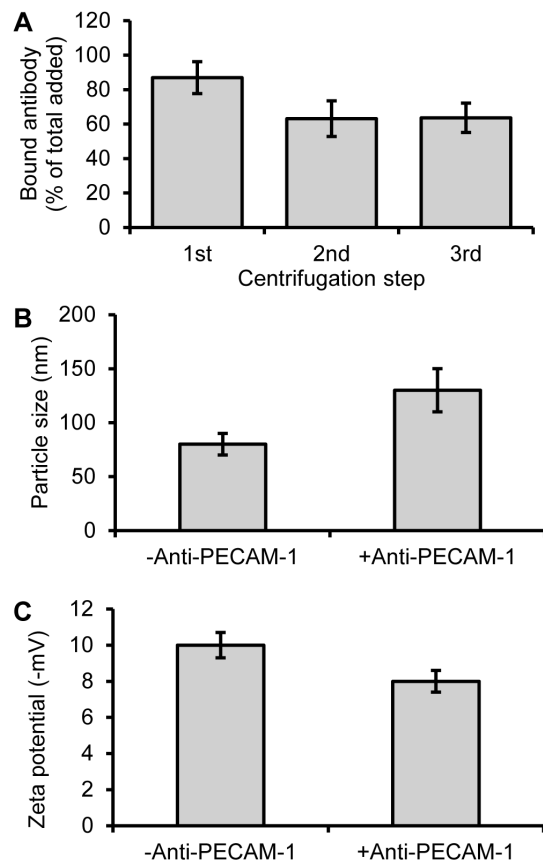 A
Bound antibody
(% of total added)
120
100
80
60
40
20
0
1st 2nd 3rd
Centrifugation step
B
Particle size (nm)
200
150
100
50
0
-Anti-PECAM-1 +Anti-PECAM-1
C
Zeta potential (-mV)
12
10
8
6
4
2
0
-Anti-PECAM-1 +Anti-PECAM-1